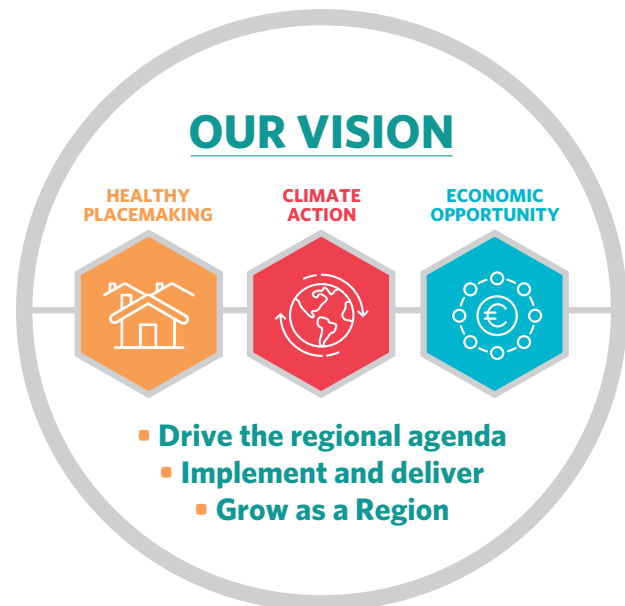 OUR VISION
HEALTHY
PLACEMAKING
CLIMATE
ACTION
ECONOMIC
OPPORTUNITY
€
▪ Drive the regional agenda
▪ Implement and deliver
▪ Grow as a Region